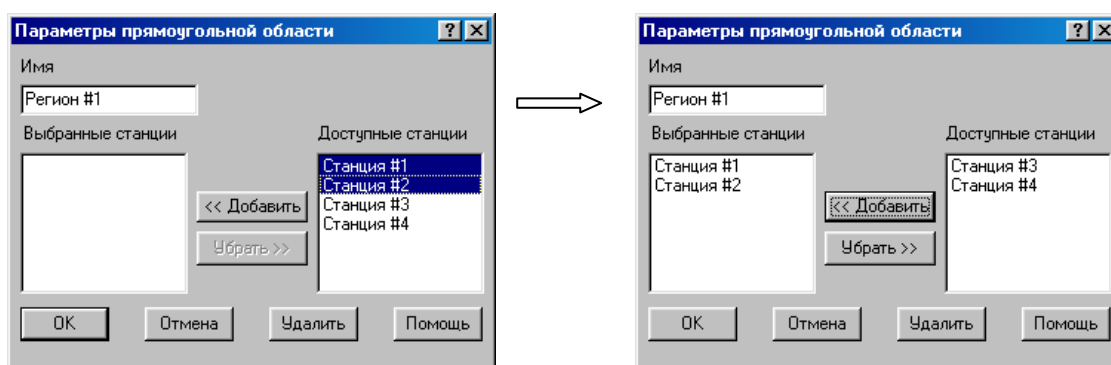 Параметры прямоугольной области
Имя
Регион #1
Выбранные станции
Доступные станции
Станция #1
Станция #2
Станция #3
Станция #4
<< Добавить
Убрать >>
OK
Отмена
Удалить
Помощь
Параметры прямоугольной области
Имя
Регион #1
Выбранные станции
Доступные станции
Станция #1
Станция #2
Станция #3
Станция #4
<< Добавить
Убрать >>
OK
Отмена
Удалить
Помощь